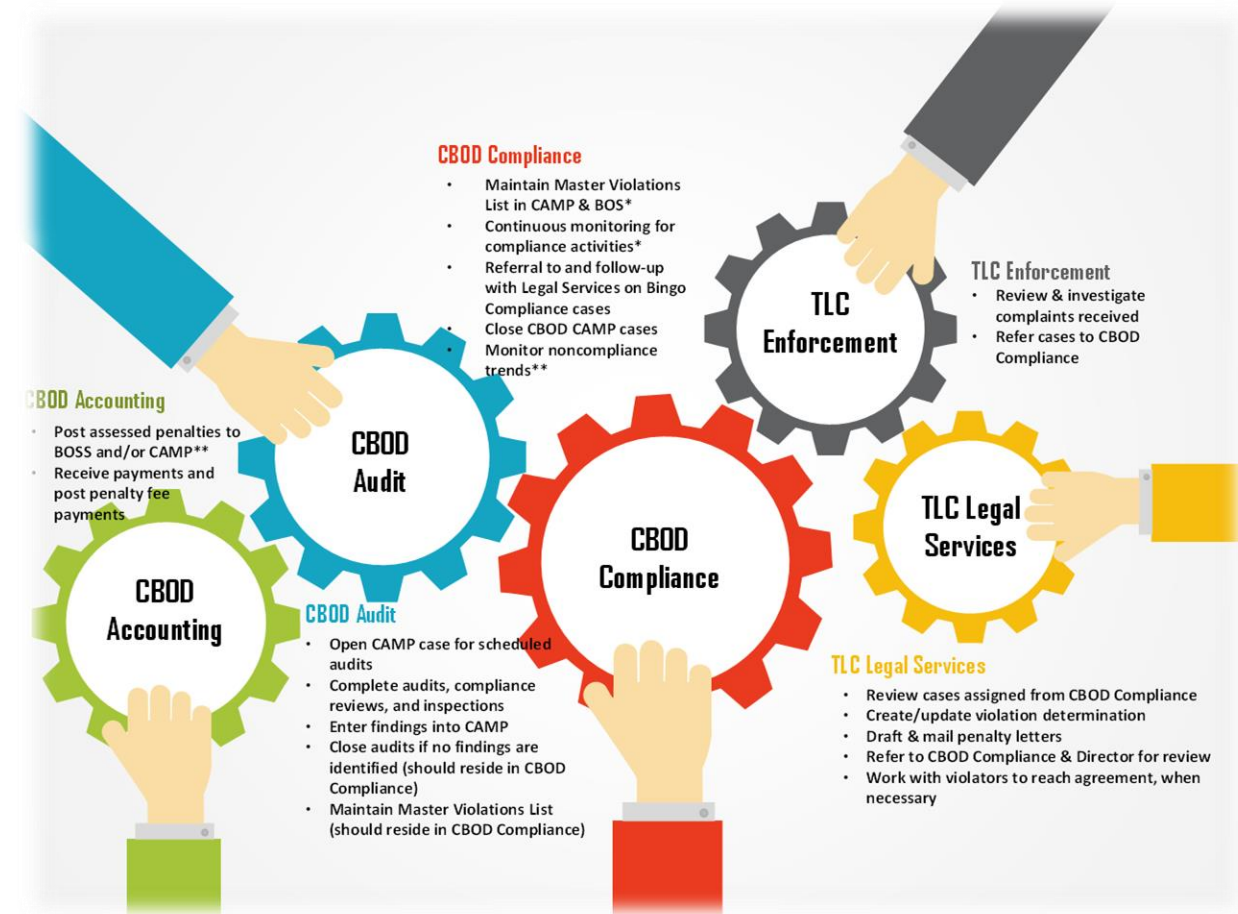 CBOD Compliance
• Maintain Master Violations
List in CAMP & BOS*
• Continuous monitoring for
compliance activities*
• Referral to and follow-up
with Legal Services on Bingo
Compliance cases
• Close CBOD CAMP cases
• Monitor noncompliance
trends**
TLC
Enforcement
TLC Enforcement
• Review & investigate
complaints received
• Refer cases to CBOD
Compliance
CBOD Accounting
• Post assessed penalties to
BOSS and/or CAMP**
• Receive payments and
post penalty fee
payments
CBOD
Audit
CBOD
Compliance
TLC Legal
Services
CBOD
Accounting
CBOD Audit
• Open CAMP case for scheduled
audits
• Complete audits, compliance
reviews, and inspections
• Enter findings into CAMP
• Close audits if no findings are
identified (should reside in CBOD
Compliance)
• Maintain Master Violations List
(should reside in CBOD Compliance)
TLC Legal Services
• Review cases assigned from CBOD Compliance
• Create/update violation determination
• Draft & mail penalty letters
• Refer to CBOD Compliance & Director for review
• Work with violators to reach agreement, when
necessary